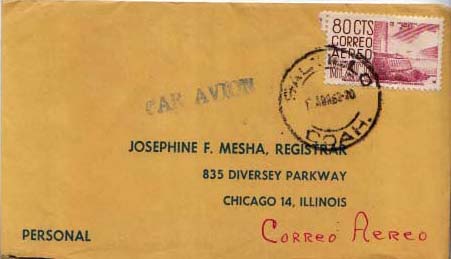 80 CTS
CORREO
AEREO
SALTILLO
COAH.
PAR AVION
JOSEPHINE F. MESHA, REGISTRAR
835 DIVERSEY PARKWAY
CHICAGO 14, ILLINOIS
PERSONAL
Correo Aereo